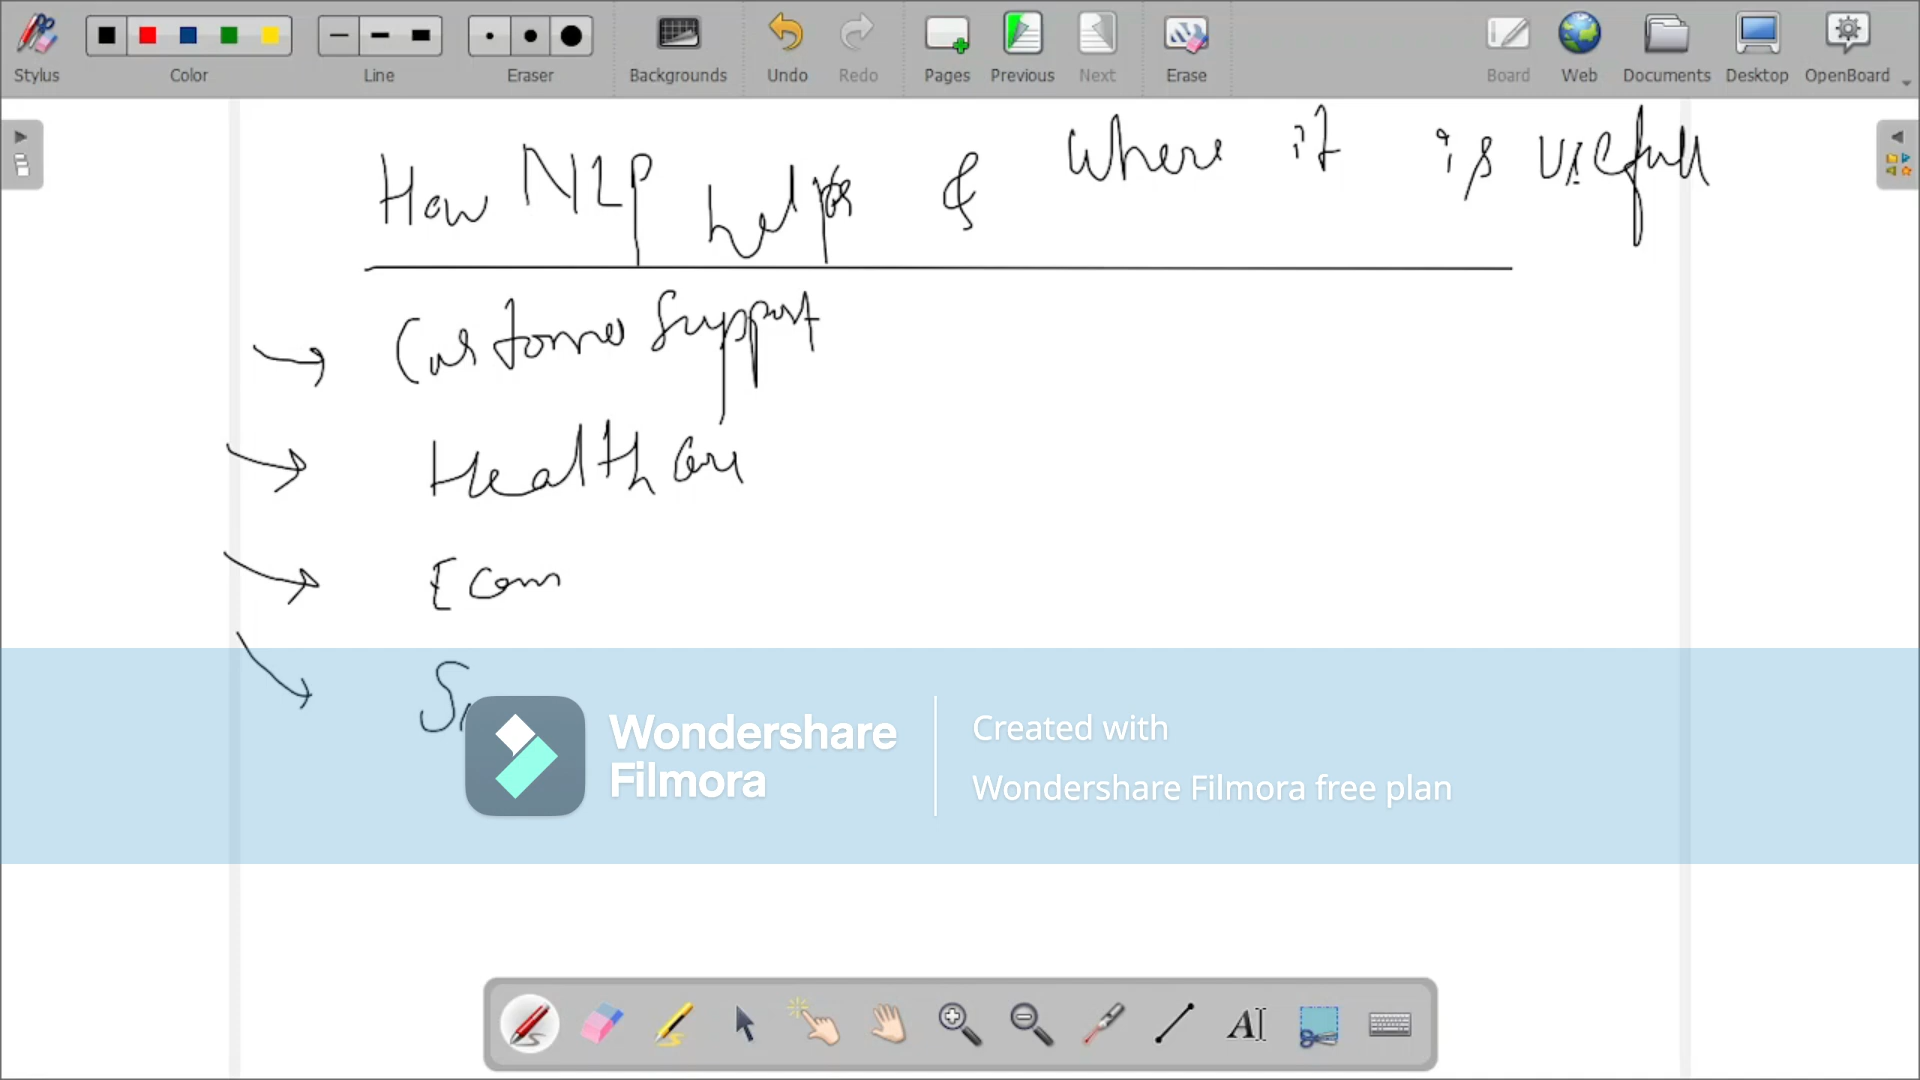 Stylus Color Line Eraser Backgrounds Undo Redo Pages Previous Next Erase Board Web Documents Desktop OpenBoard
How NLP helps & where it is usefull
→ Customer Support
→ Health Care
→ Ecom
→
Wondershare Filmora
Created with
Wondershare Filmora free plan